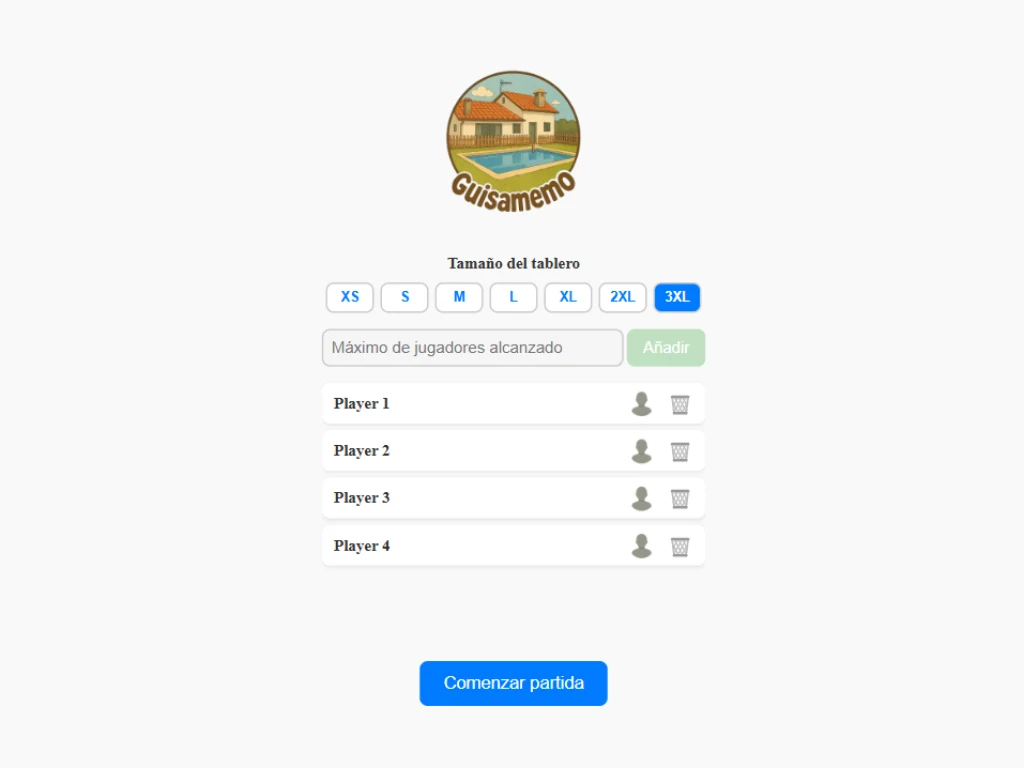 Guisamemo
Tamaño del tablero
XS S M L XL 2XL 3XL
Máximo de jugadores alcanzado Añadir
Player 1
Player 2
Player 3
Player 4
Comenzar partida